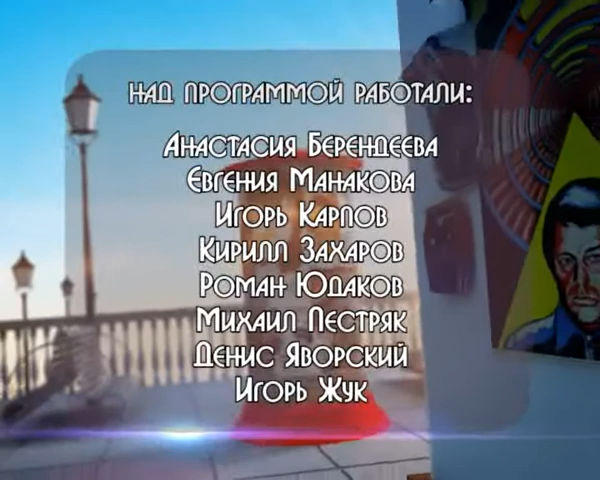 НАД ПРОГРАММОЙ РАБОТАЛИ:
АНАСТАСИЯ БЕРЕНДЕЕВА
ЕВГЕНИЯ МАНАКОВА
ИГОРЬ КАРПОВ
КИРИЛЛ ЗАХАРОВ
РОМАН ЮДАКОВ
МИХАИЛ ПЕСТРЯК
ДЕНИС ЯВОРСКИЙ
ИГОРЬ ЖУК